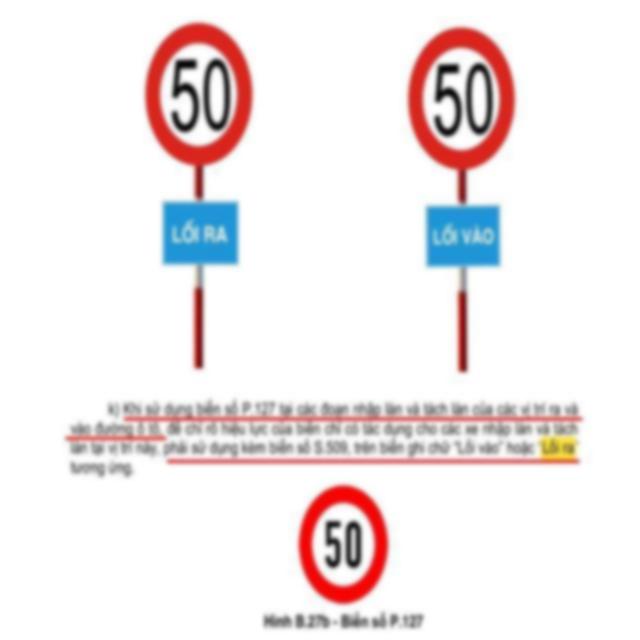 50 50
LỐI RA LỐI VÀO
k) Khi sử dụng biển số P.127 tại các đoạn nhập làn và tách làn của các vị trí ra và
vào đường ô tô, để chỉ rõ hiệu lực của biển chỉ có tác dụng cho các xe nhập làn và tách
làn tại vị trí này, phải sử dụng kèm biển số S.509, trên biển ghi chữ "Lối vào" hoặc "Lối ra"
tương ứng.
50
Hình B.27b - Biển số P.127